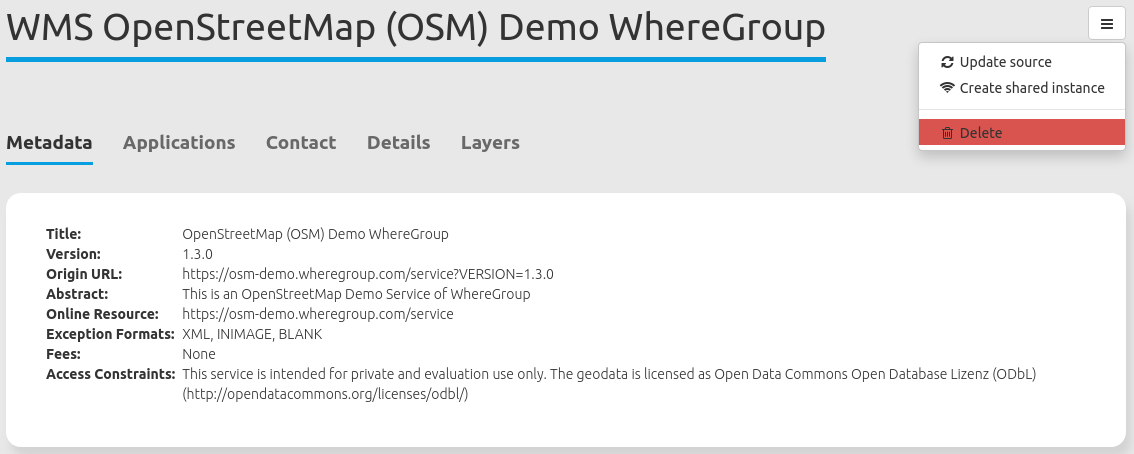 WMS OpenStreetMap (OSM) Demo WhereGroup
Update source
Create shared instance
Delete
Metadata Applications Contact Details Layers
Title: OpenStreetMap (OSM) Demo WhereGroup
Version: 1.3.0
Origin URL: https://osm-demo.wheregroup.com/service?VERSION=1.3.0
Abstract: This is an OpenStreetMap Demo Service of WhereGroup
Online Resource: https://osm-demo.wheregroup.com/service
Exception Formats: XML, INIMAGE, BLANK
Fees: None
Access Constraints: This service is intended for private and evaluation use only. The geodata is licensed as Open Data Commons Open Database Lizenz (ODbL)
(http://opendatacommons.org/licenses/odbl/)